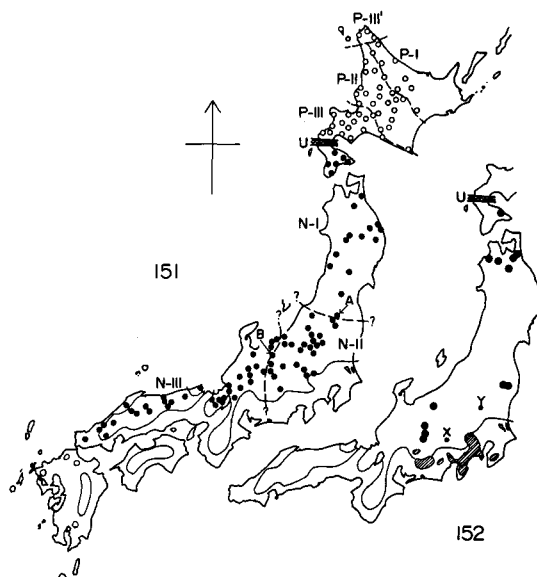 P-III'
P-I
P-II
P-III
U
U
N-I
151
? ?
A
?
B
N-II
N-III
?
Y
X
152